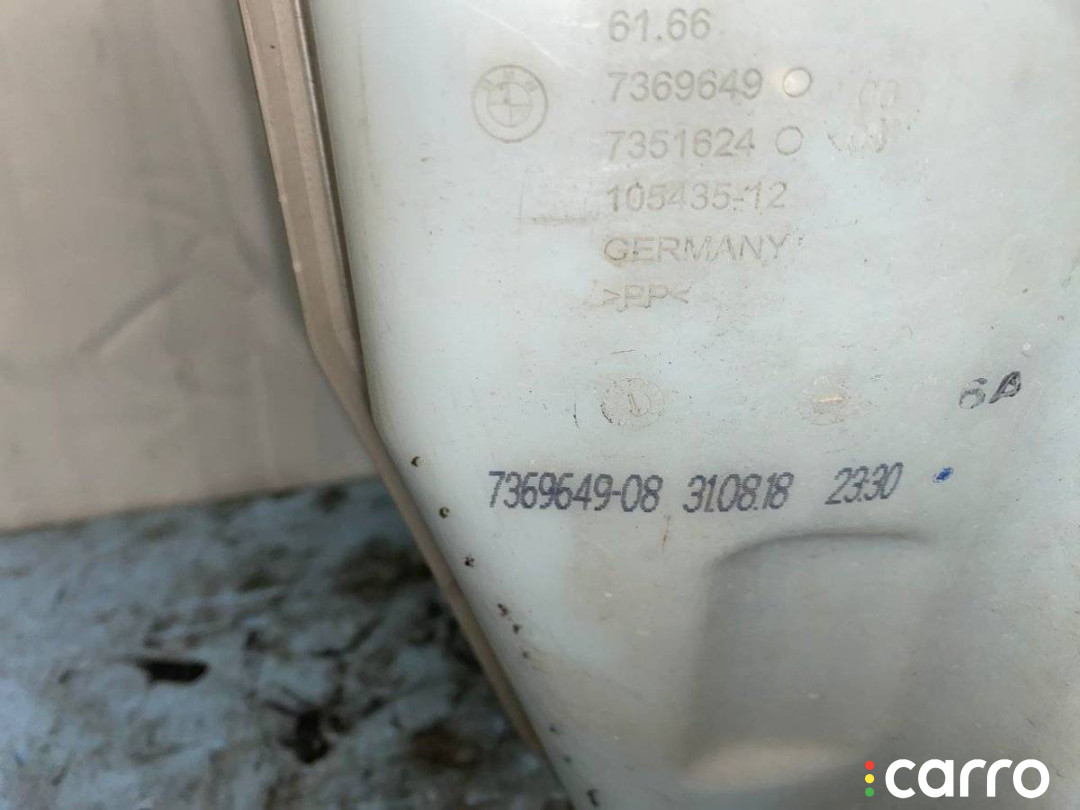 61.66
7369649 O
7351624 O
105435-12
GERMANY
>PP<
6A
7369649-08 31.08.18 23:30
carro